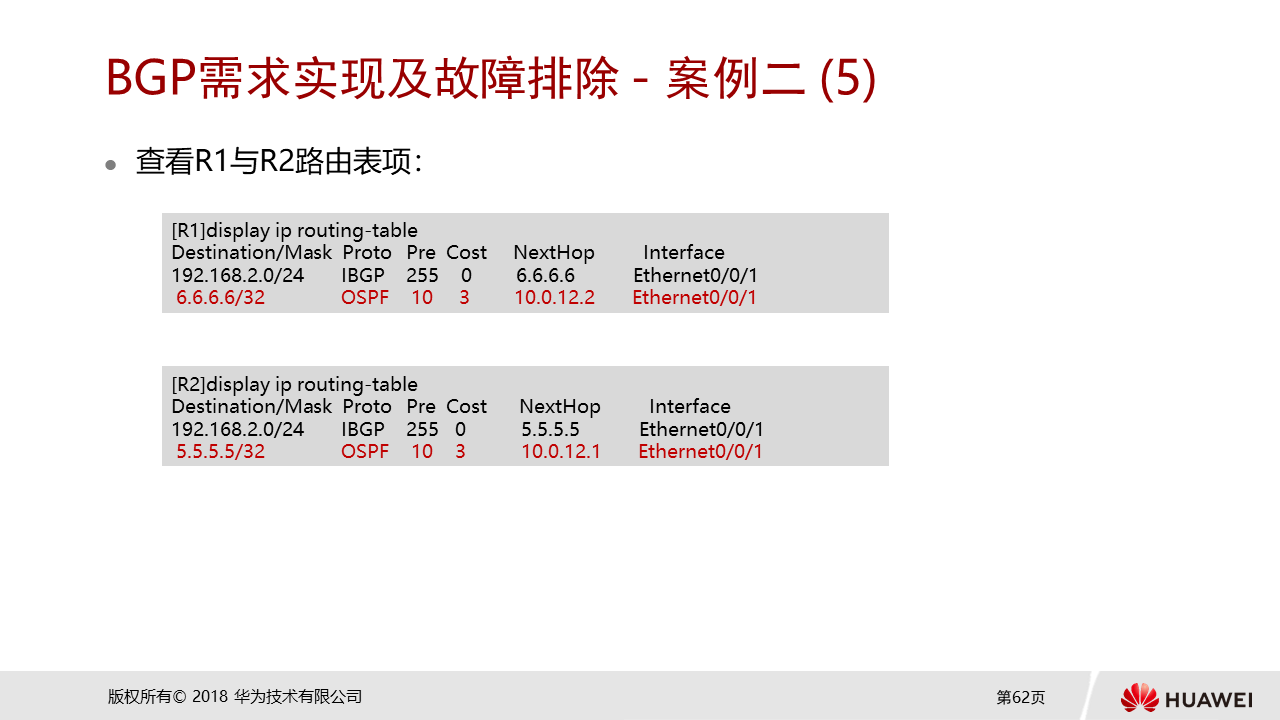 BGP需求实现及故障排除 - 案例二 (5)
查看R1与R2路由表项：
[R1]display ip routing-table
Destination/Mask Proto Pre Cost NextHop Interface
192.168.2.0/24 IBGP 255 0 6.6.6.6 Ethernet0/0/1
6.6.6.6/32 OSPF 10 3 10.0.12.2 Ethernet0/0/1
[R2]display ip routing-table
Destination/Mask Proto Pre Cost NextHop Interface
192.168.2.0/24 IBGP 255 0 5.5.5.5 Ethernet0/0/1
5.5.5.5/32 OSPF 10 3 10.0.12.1 Ethernet0/0/1
版权所有© 2018 华为技术有限公司
第62页
HUAWEI